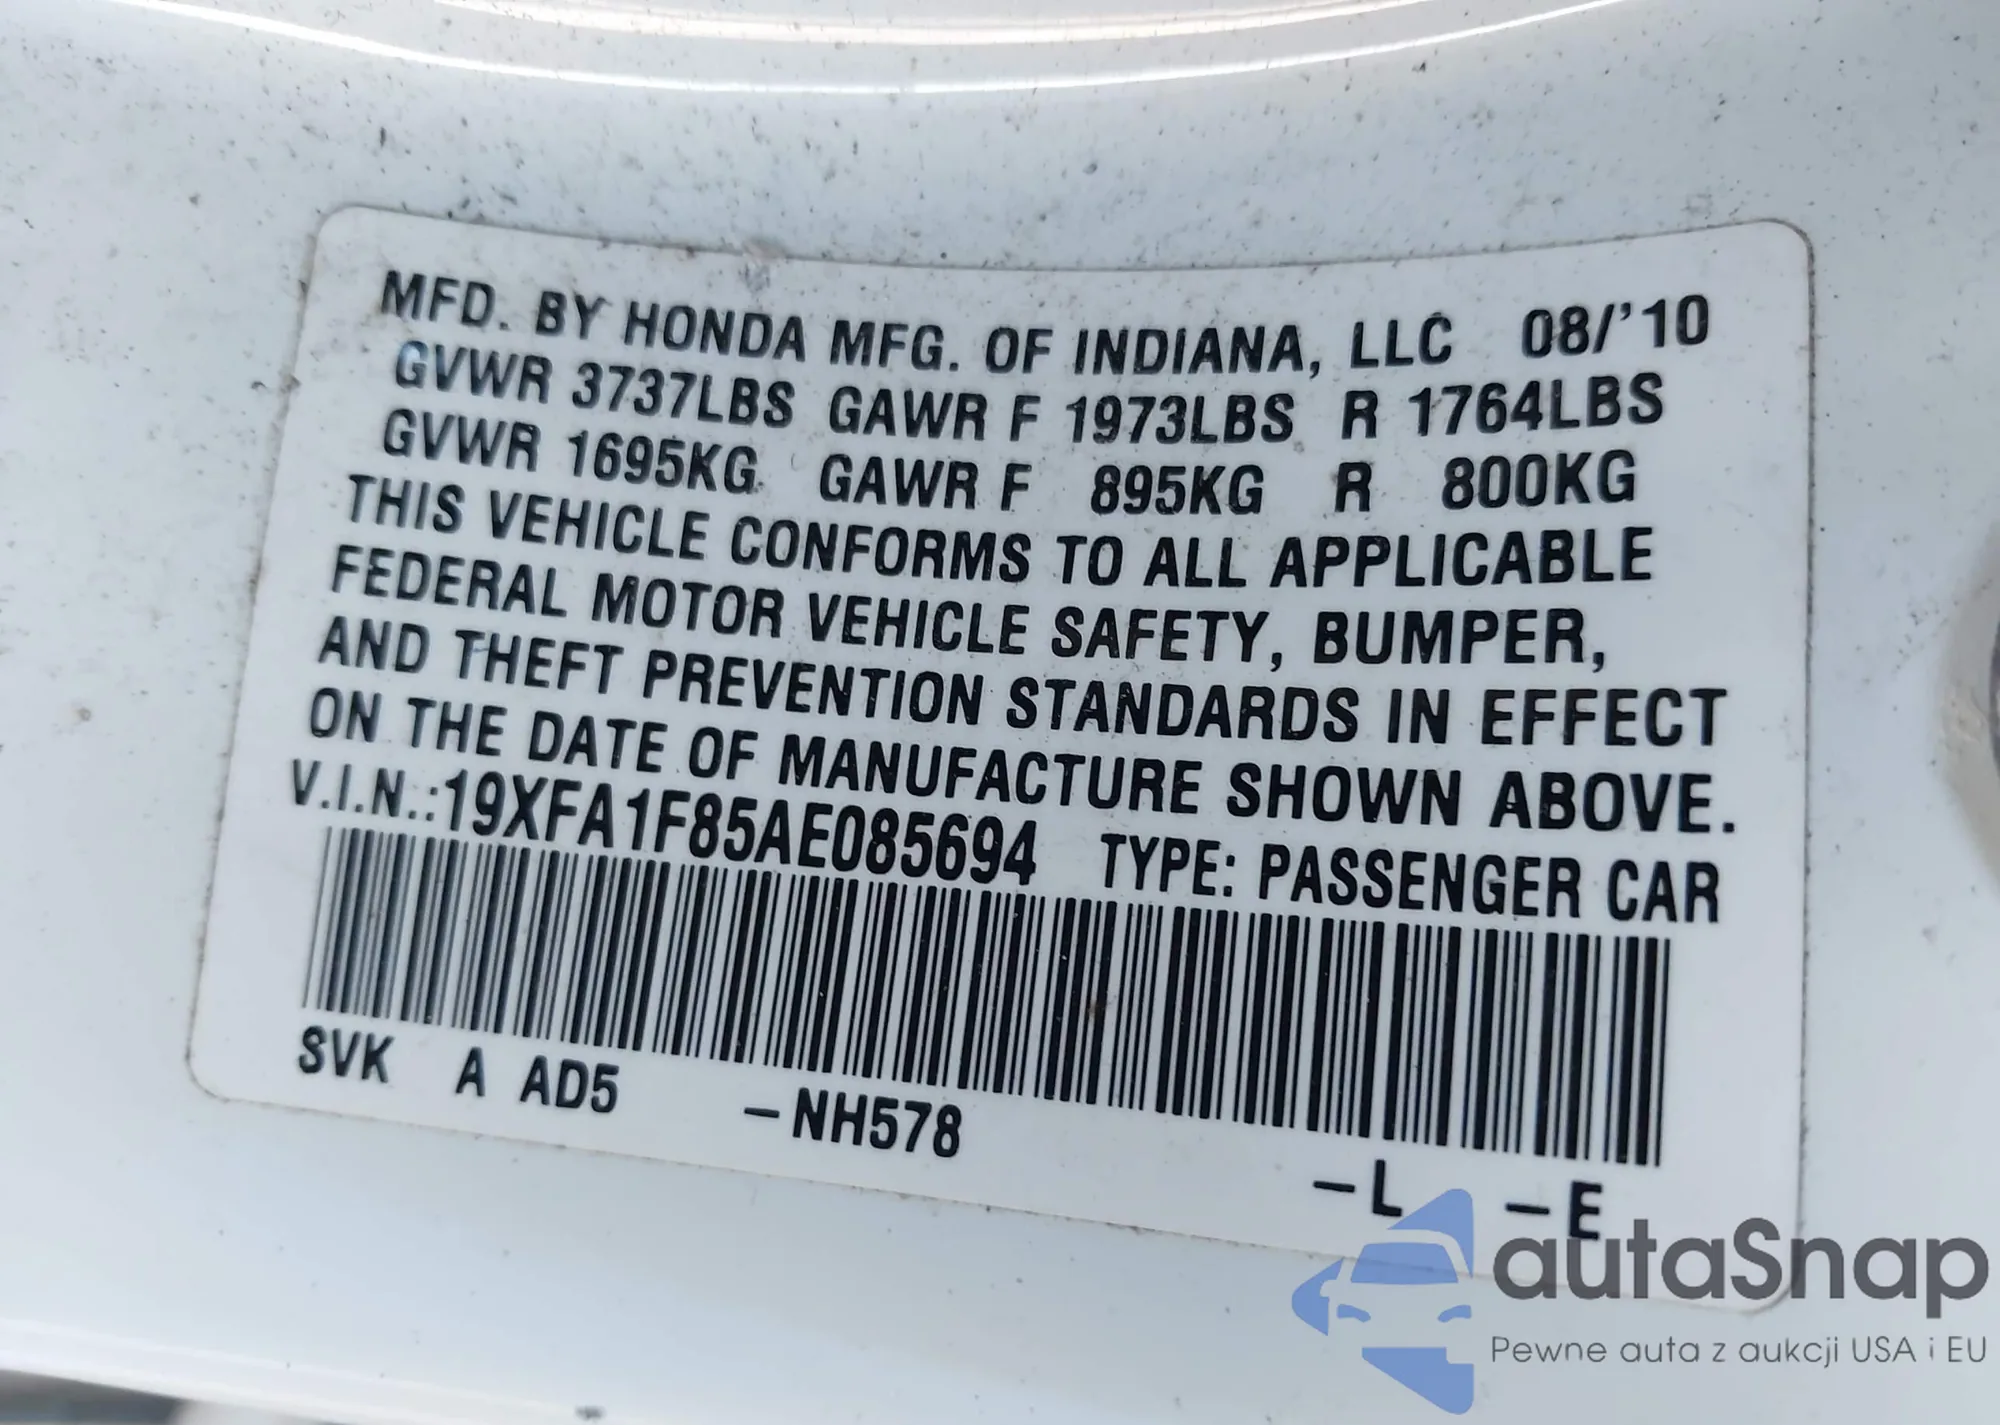 MFD. BY HONDA MFG. OF INDIANA, LLC 08/'10
GVWR 3737LBS GAWR F 1973LBS R 1764LBS
GVWR 1695KG GAWR F 895KG R 800KG
THIS VEHICLE CONFORMS TO ALL APPLICABLE
FEDERAL MOTOR VEHICLE SAFETY, BUMPER,
AND THEFT PREVENTION STANDARDS IN EFFECT
ON THE DATE OF MANUFACTURE SHOWN ABOVE.
V.I.N.:19XFA1F85AE085694 TYPE: PASSENGER CAR
SVK A AD5 -NH578 -L -E
autaSnap
Pewne auta z aukcji USA i EU